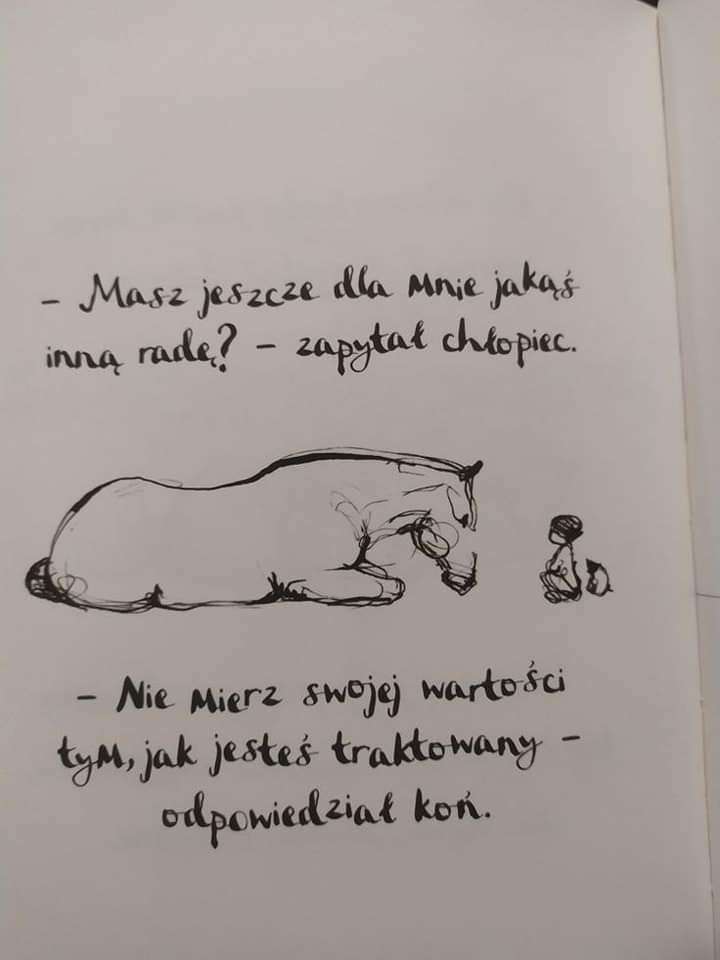 - Masz jeszcze dla mnie jakąś
inną radę? - zapytał chłopiec.
- Nie mierz swojej wartości
tym, jak jesteś traktowany -
odpowiedział koń.